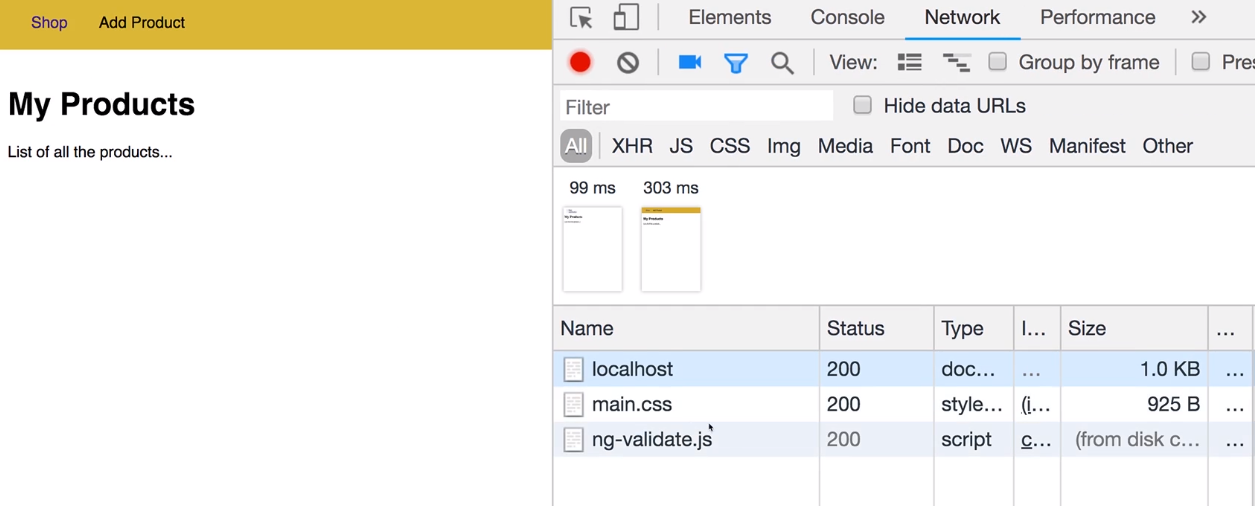 Shop Add Product
My Products
List of all the products...
Elements Console Network Performance »
View: Group by frame Pres
Filter Hide data URLs
All XHR JS CSS Img Media Font Doc WS Manifest Other
99 ms 303 ms
Name Status Type I... Size ...
localhost 200 doc... ... 1.0 KB ...
main.css 200 style... (i... 925 B ...
ng-validate.js 200 script c... (from disk c... ...